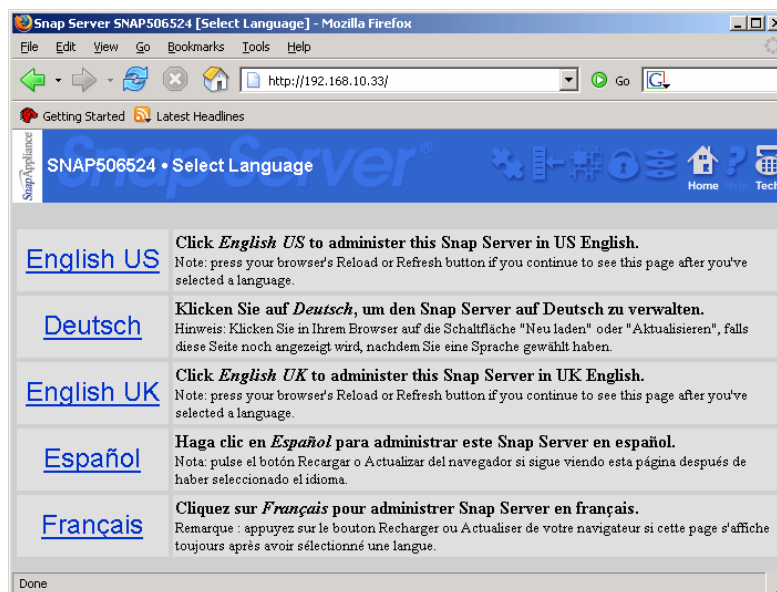 Snap Server SNAP506524 [Select Language] - Mozilla Firefox
File Edit View Go Bookmarks Tools Help
http://192.168.10.33/ Go G
Getting Started Latest Headlines
SnapAppliance
Snap Server®
SNAP506524 • Select Language
Home Help Tech
English US
Click English US to administer this Snap Server in US English.
Note: press your browser's Reload or Refresh button if you continue to see this page after you've
selected a language.
Deutsch
Klicken Sie auf Deutsch, um den Snap Server auf Deutsch zu verwalten.
Hinweis: Klicken Sie in Ihrem Browser auf die Schaltfläche "Neu laden" oder "Aktualisieren", falls
diese Seite noch angezeigt wird, nachdem Sie eine Sprache gewählt haben.
English UK
Click English UK to administer this Snap Server in UK English.
Note: press your browser's Reload or Refresh button if you continue to see this page after you've
selected a language.
Español
Haga clic en Español para administrar este Snap Server en español.
Nota: pulse el botón Recargar o Actualizar del navegador si sigue viendo esta página después de
haber seleccionado el idioma.
Français
Cliquez sur Français pour administrer Snap Server en français.
Remarque : appuyez sur le bouton Recharger ou Actualiser de votre navigateur si cette page s'affiche
toujours après avoir sélectionné une langue.
Done